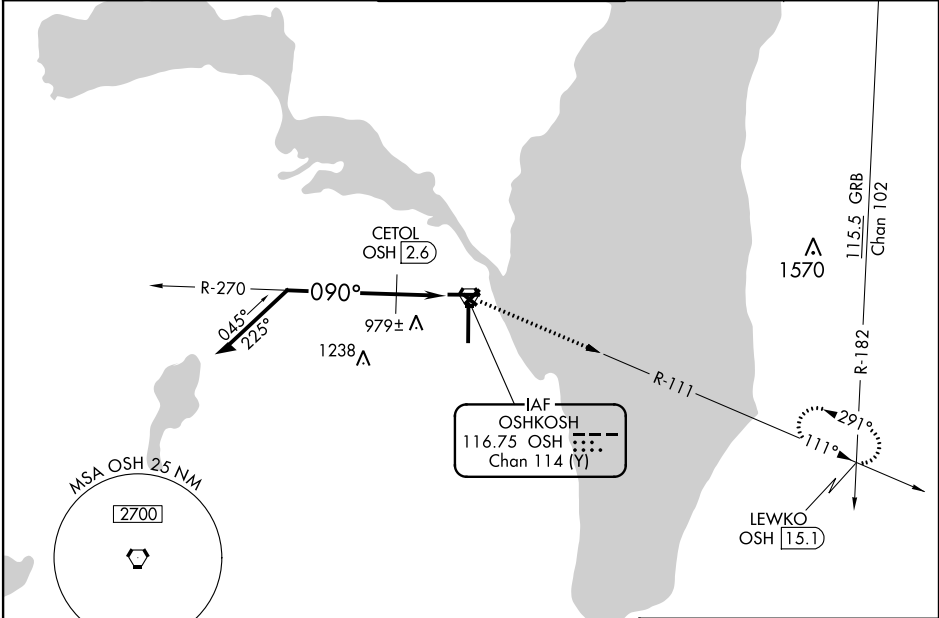 115.5 GRB
Chan 102
CETOL
OSH 2.6
1570
R-270
090°
045°
225°
979±
1238
R-182
R-111
IAF
OSHKOSH
116.75 OSH
Chan 114 (Y)
291°
111°
MSA OSH 25 NM
2700
LEWKO
OSH 15.1